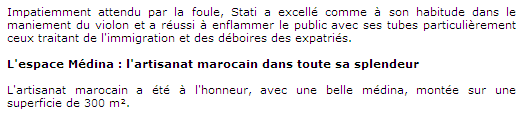 Impatiemment attendu par la foule, Stati a excellé comme à son habitude dans le
maniement du violon et a réussi à enflammer le public avec ses tubes particulièrement
ceux traitant de l'immigration et des déboires des expatriés.
L'espace Médina : l'artisanat marocain dans toute sa splendeur
L'artisanat marocain a été à l'honneur, avec une belle médina, montée sur une
superficie de 300 m².